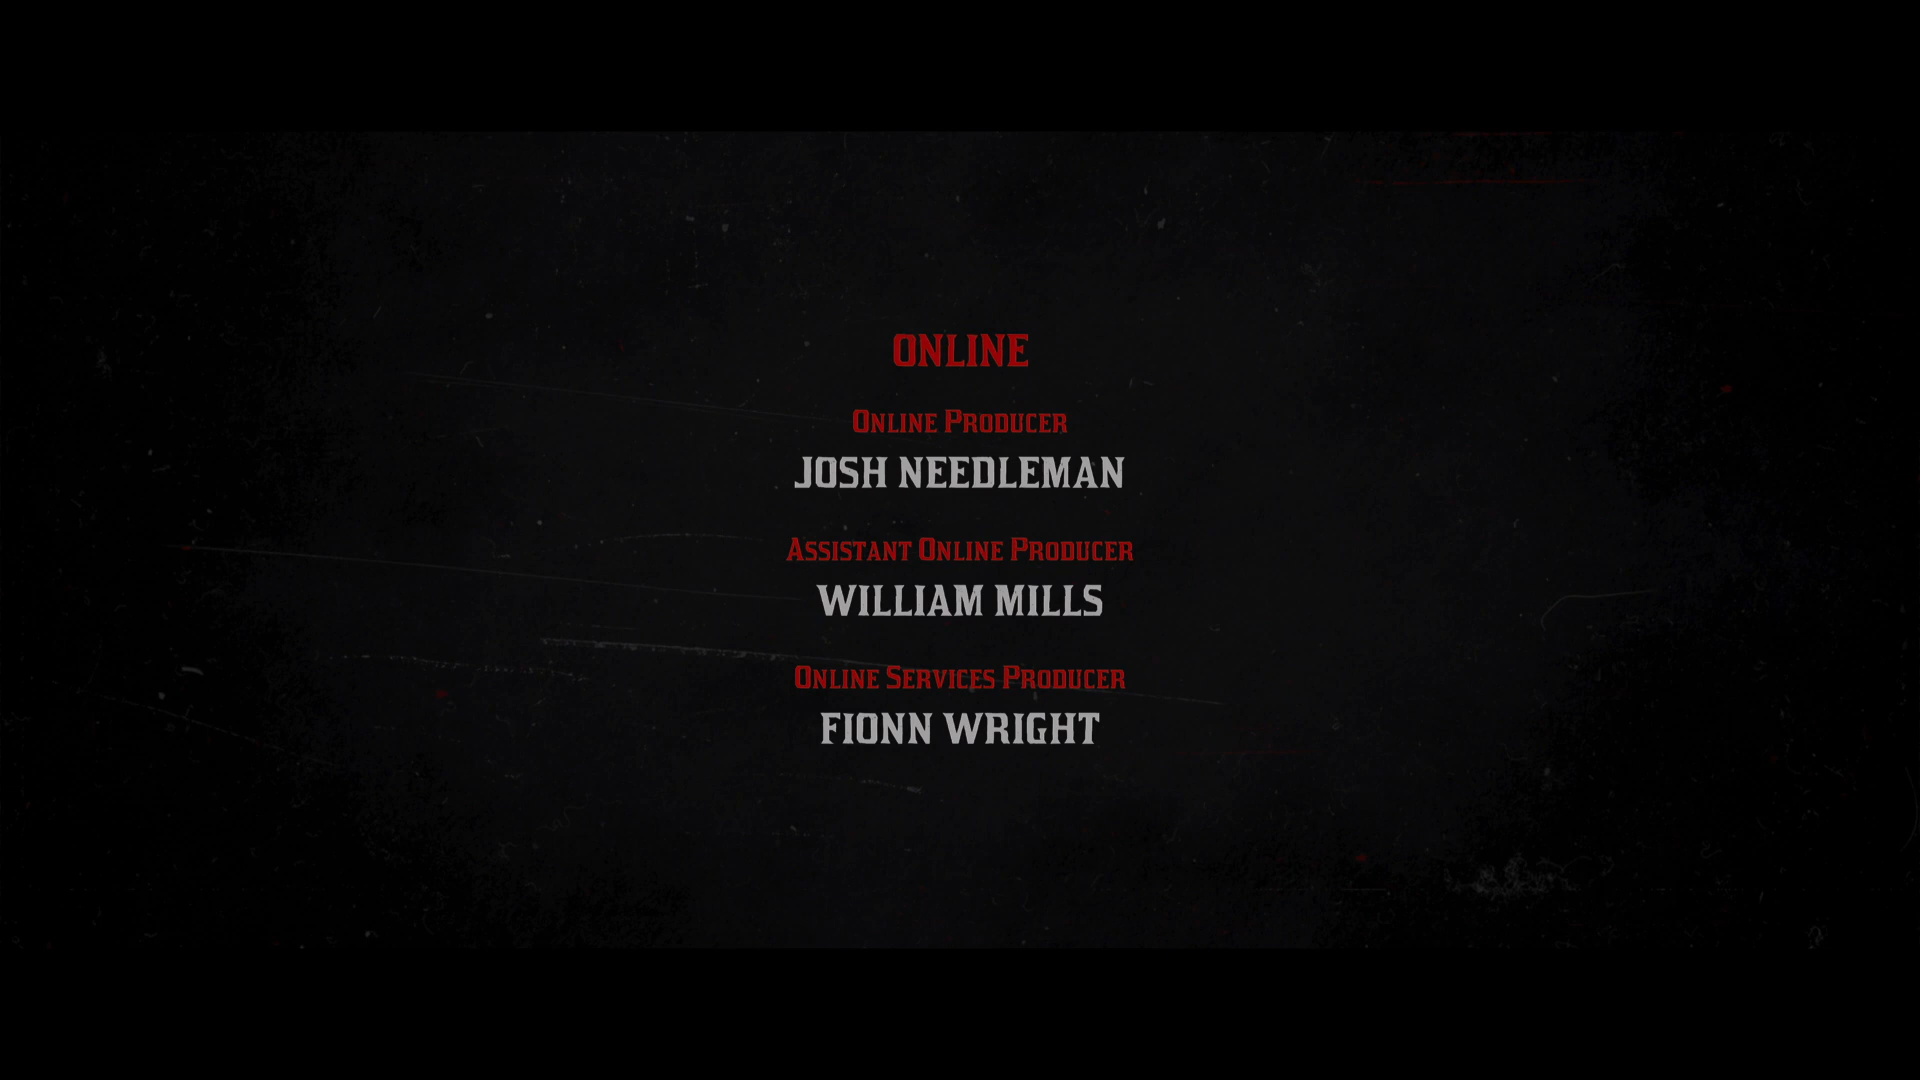 ONLINE
ONLINE PRODUCER
JOSH NEEDLEMAN
ASSISTANT ONLINE PRODUCER
WILLIAM MILLS
ONLINE SERVICES PRODUCER
FIONN WRIGHT